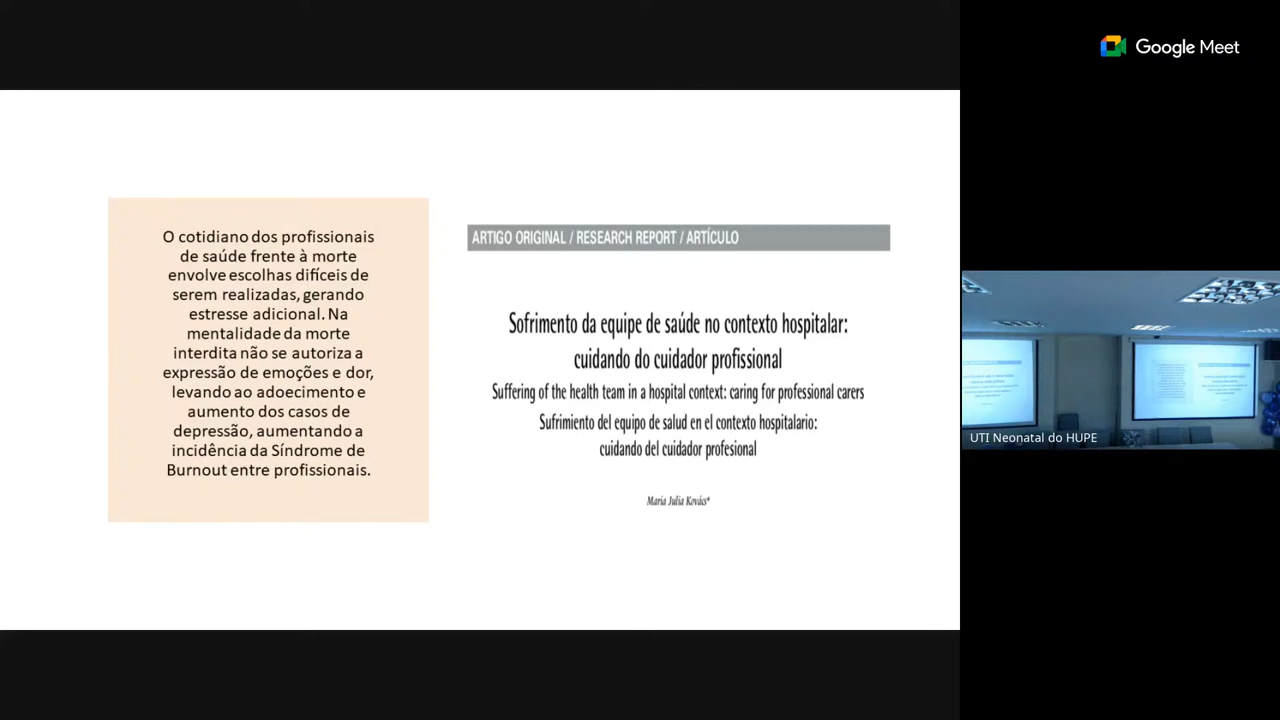 Google Meet
O cotidiano dos profissionais
de saúde frente à morte
envolve escolhas difíceis de
serem realizadas, gerando
estresse adicional. Na
mentalidade da morte
interdita não se autoriza a
expressão de emoções e dor,
levando ao adoecimento e
aumento dos casos de
depressão, aumentando a
incidência da Síndrome de
Burnout entre profissionais.
ARTIGO ORIGINAL / RESEARCH REPORT / ARTÍCULO
Sofrimento da equipe de saúde no contexto hospitalar:
cuidando do cuidador profissional
Suffering of the health team in a hospital context: caring for professional carers
Sufrimiento del equipo de salud en el contexto hospitalario:
cuidando del cuidador profesional
Maria Julia Kovács*
UTI Neonatal do HUPE